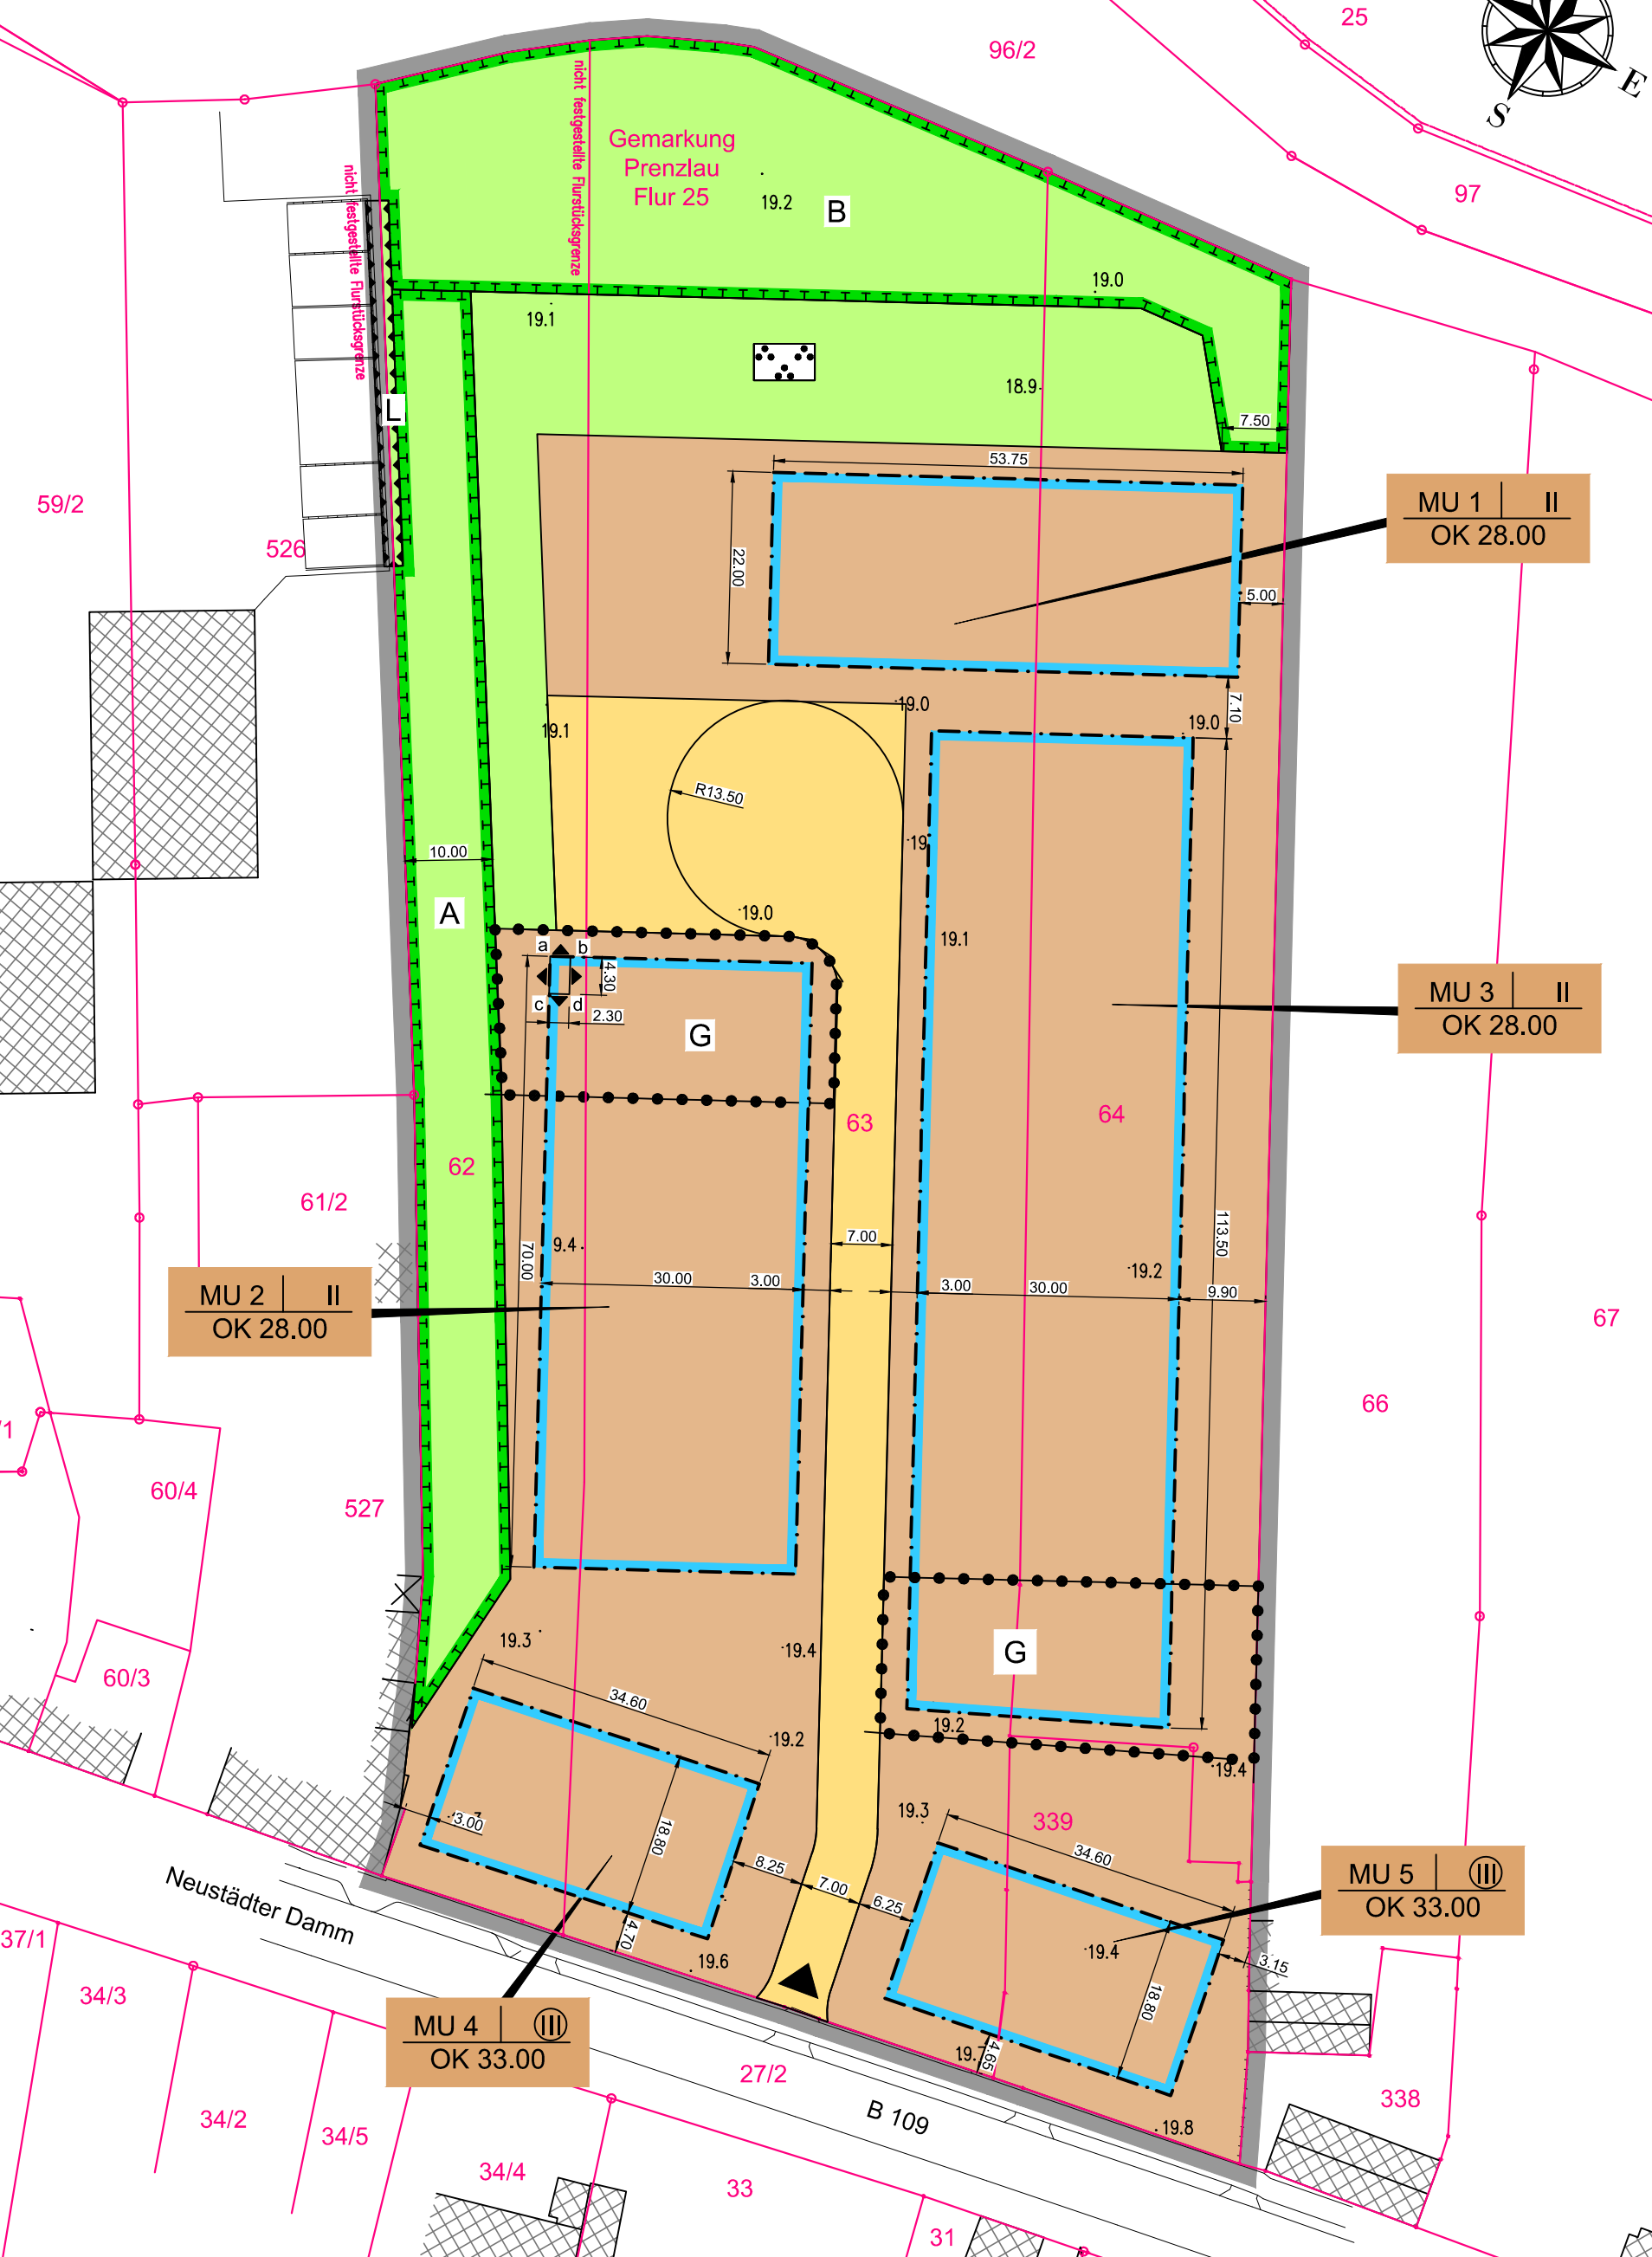 25
96/2
E
S
97
nicht festgestellte Flurstücksgrenze
Gemarkung
Prenzlau
Flur 25
19.2
B
nicht festgestellte Flurstücksgrenze
19.0
19.1
18.9
L
7.50
53.75
59/2
526
MU 1 II
OK 28.00
22.00
5.00
19.0
19.1
7.10
19.0
R13.50
19
10.00
A
19.0
19.1
a b
4.30
c d
2.30
G
MU 3 II
OK 28.00
63
64
62
61/2
9.4
70.00
7.00
113.50
19.2
30.00
3.00
3.00
30.00
9.90
MU 2 II
OK 28.00
67
66
/1
60/4
527
19.3
19.4
G
60/3
34.60
19.2
19.2
19.4
3.00
18.80
19.3
339
34.60
8.25
7.00
6.25
MU 5 III
OK 33.00
Neustädter Damm
4.70
19.6
19.4
3.15
18.80
37/1
34/3
MU 4 III
OK 33.00
19.7
4.65
27/2
338
34/2
34/5
B 109
19.8
34/4
33
31